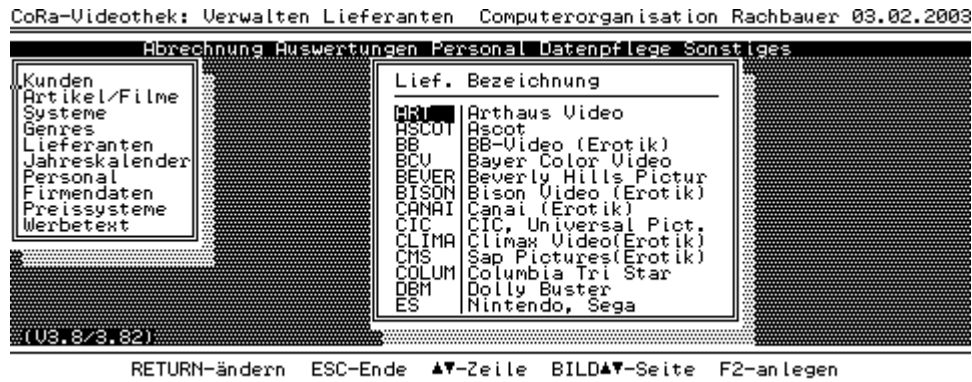 CoRa-Videothek: Verwalten Lieferanten Computerorganisation Rachbauer 03.02.2003
Abrechnung Auswertungen Personal Datenpflege Sonstiges
Kunden
Artikel/Filme
Systeme
Genres
Lieferanten
Jahreskalender
Personal
Firmendaten
Preissysteme
Werbetext
Lief. Bezeichnung
ART Arthaus Video
ASCOT Ascot
BB BB-Video (Erotik)
BCV Bayer Color Video
BEVER Beverly Hills Pictur
BISON Bison Video (Erotik)
CANAI Canai (Erotik)
CIC CIC, Universal Pict.
CLIMA Climax Video(Erotik)
CMS Sap Pictures(Erotik)
COLUM Columbia Tri Star
DBM Dolly Buster
ES Nintendo, Sega
(V3.8/3.82)
RETURN-ändern ESC-Ende ▲▼-Zeile BILD▲▼-Seite F2-anlegen